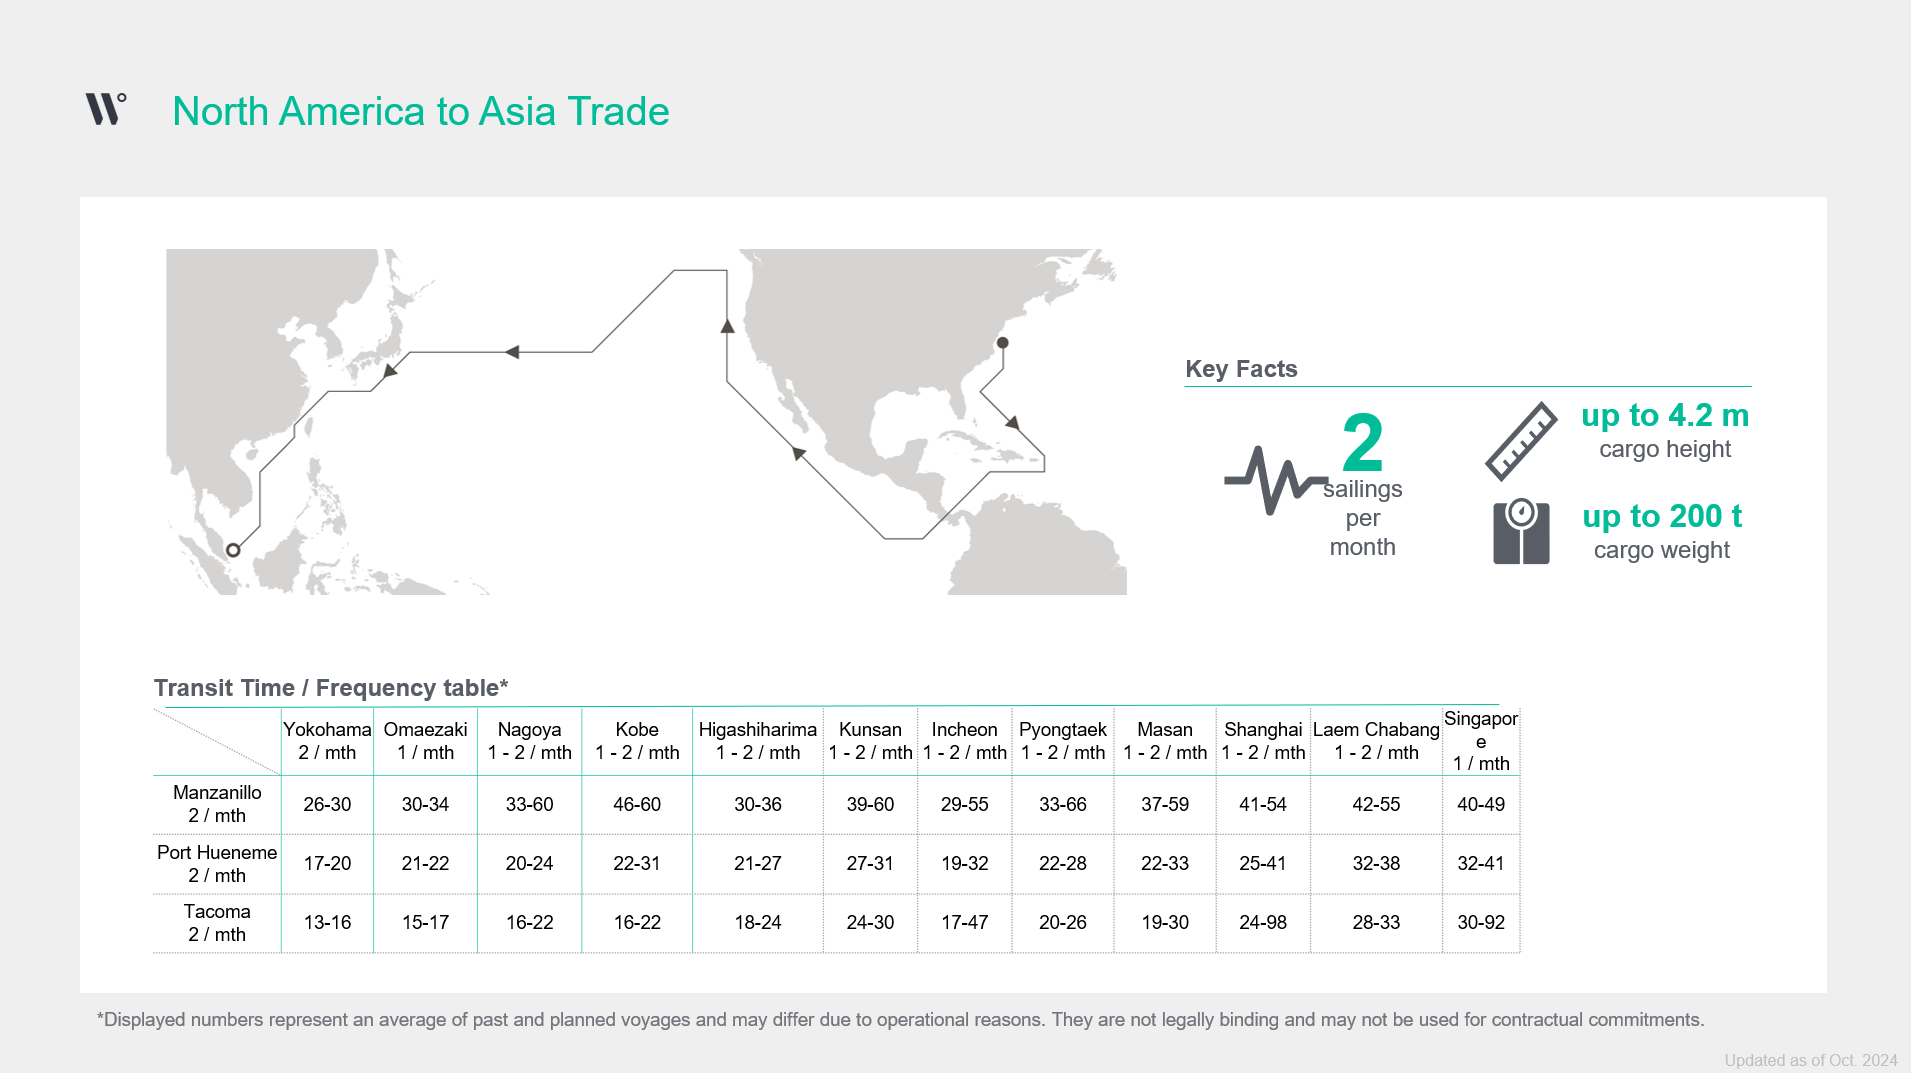 North America to Asia Trade
Key Facts
2
sailings
per
month
up to 4.2 m
cargo height
up to 200 t
cargo weight
Transit Time / Frequency table*
Yokohama Omaezaki Nagoya Kobe Higashiharima Kunsan Incheon Pyongtaek Masan Shanghai Laem Chabang Singapor
e
2 / mth 1 / mth 1 - 2 / mth 1 - 2 / mth 1 - 2 / mth 1 - 2 / mth 1 - 2 / mth 1 - 2 / mth 1 - 2 / mth 1 - 2 / mth 1 - 2 / mth 1 / mth
Manzanillo
2 / mth 26-30 30-34 33-60 46-60 30-36 39-60 29-55 33-66 37-59 41-54 42-55 40-49
Port Hueneme
2 / mth 17-20 21-22 20-24 22-31 21-27 27-31 19-32 22-28 22-33 25-41 32-38 32-41
Tacoma
2 / mth 13-16 15-17 16-22 16-22 18-24 24-30 17-47 20-26 19-30 24-98 28-33 30-92
*Displayed numbers represent an average of past and planned voyages and may differ due to operational reasons. They are not legally binding and may not be used for contractual commitments.
Updated as of Oct. 2024